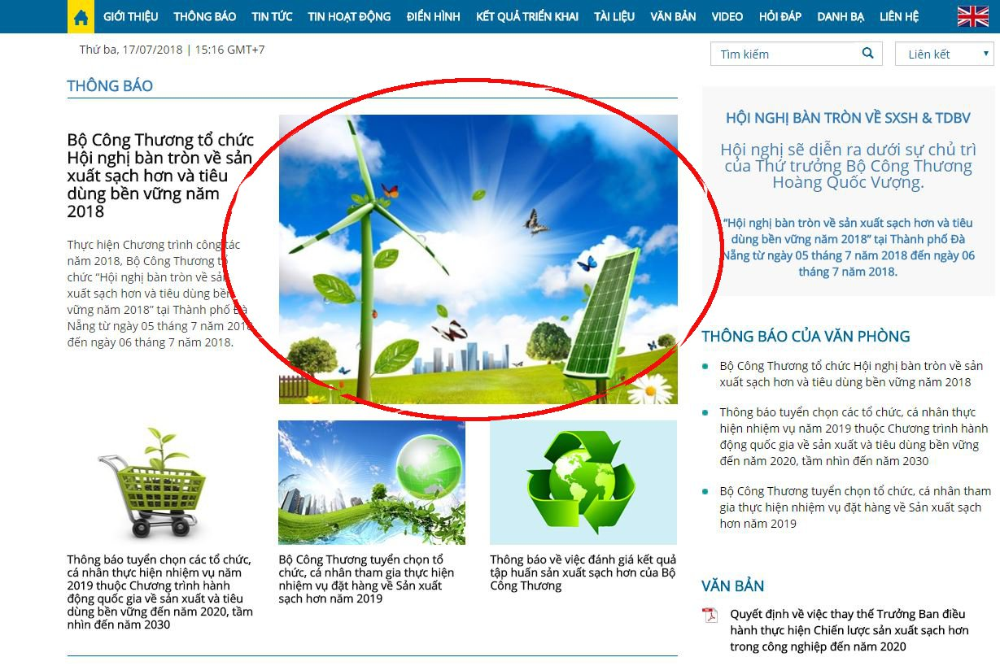 GIỚI THIỆU THÔNG BÁO TIN TỨC TIN HOẠT ĐỘNG ĐIỂN HÌNH KẾT QUẢ TRIỂN KHAI TÀI LIỆU VĂN BẢN VIDEO HỎI ĐÁP DANH BẠ LIÊN HỆ
Thứ ba, 17/07/2018 | 15:16 GMT+7
Tìm kiếm
Liên kết
THÔNG BÁO
Bộ Công Thương tổ chức
Hội nghị bàn tròn về sản
xuất sạch hơn và tiêu
dùng bền vững năm
2018
Thực hiện Chương trình công tác
năm 2018, Bộ Công Thương tổ
chức “Hội nghị bàn tròn về sản
xuất sạch hơn và tiêu dùng bền
vững năm 2018” tại Thành phố Đà
Nẵng từ ngày 05 tháng 7 năm 2018
đến ngày 06 tháng 7 năm 2018.
Thông báo tuyển chọn các tổ chức,
cá nhân thực hiện nhiệm vụ năm
2019 thuộc Chương trình hành
động quốc gia về sản xuất và tiêu
dùng bền vững đến năm 2020, tầm
nhìn đến năm 2030
Bộ Công Thương tuyển chọn tổ
chức, cá nhân tham gia thực hiện
nhiệm vụ đặt hàng về Sản xuất
sạch hơn năm 2019
Thông báo về việc đánh giá kết quả
tập huấn sản xuất sạch hơn của Bộ
Công Thương
HỘI NGHỊ BÀN TRÒN VỀ SXSH & TDBV
Hội nghị sẽ diễn ra dưới sự chủ trì
của Thứ trưởng Bộ Công Thương
Hoàng Quốc Vượng.
“Hội nghị bàn tròn về sản xuất sạch hơn và tiêu
dùng bền vững năm 2018” tại Thành phố Đà
Nẵng từ ngày 05 tháng 7 năm 2018 đến ngày 06
tháng 7 năm 2018.
THÔNG BÁO CỦA VĂN PHÒNG
Bộ Công Thương tổ chức Hội nghị bàn tròn về sản
xuất sạch hơn và tiêu dùng bền vững năm 2018
Thông báo tuyển chọn các tổ chức, cá nhân thực
hiện nhiệm vụ năm 2019 thuộc Chương trình hành
động quốc gia về sản xuất và tiêu dùng bền vững
đến năm 2020, tầm nhìn đến năm 2030
Bộ Công Thương tuyển chọn tổ chức, cá nhân tham
gia thực hiện nhiệm vụ đặt hàng về Sản xuất sạch
hơn năm 2019
VĂN BẢN
Quyết định về việc thay thế Trưởng Ban điều
hành thực hiện Chiến lược sản xuất sạch hơn
trong công nghiệp đến năm 2020